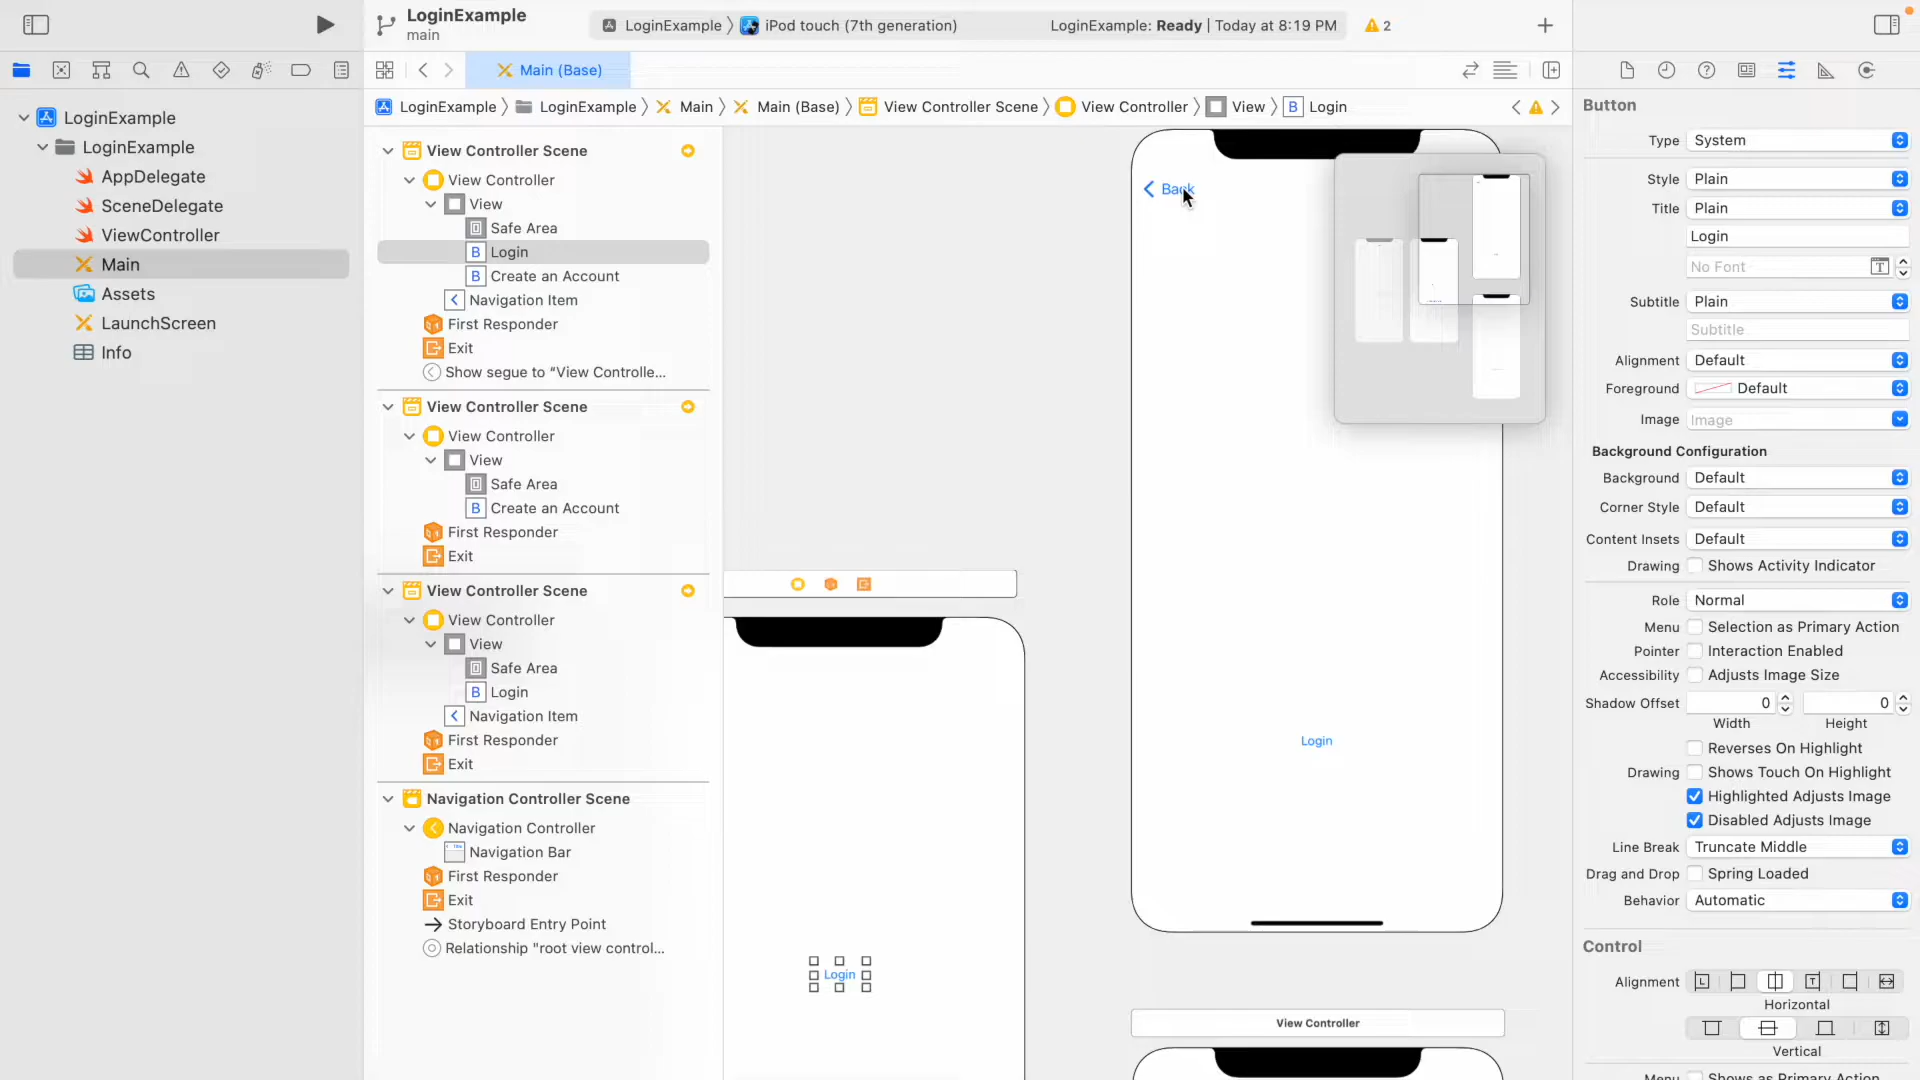 LoginExample
main
LoginExample
iPod touch (7th generation)
LoginExample: Ready | Today at 8:19 PM
2
Main (Base)
LoginExample
LoginExample
Main
Main (Base)
View Controller Scene
View Controller
View
B Login
LoginExample
LoginExample
AppDelegate
SceneDelegate
ViewController
Main
Assets
LaunchScreen
Info
View Controller Scene
View Controller
View
Safe Area
B Login
B Create an Account
Navigation Item
First Responder
Exit
Show segue to “View Controlle...
View Controller Scene
View Controller
View
Safe Area
B Create an Account
First Responder
Exit
View Controller Scene
View Controller
View
Safe Area
B Login
Navigation Item
First Responder
Exit
Navigation Controller Scene
Navigation Controller
Navigation Bar
First Responder
Exit
Storyboard Entry Point
Relationship "root view control...
Back
Login
Login
View Controller
Button
Type System
Style Plain
Title Plain
Login
No Font
Subtitle Plain
Subtitle
Alignment Default
Foreground Default
Image Image
Background Configuration
Background Default
Corner Style Default
Content Insets Default
Drawing Shows Activity Indicator
Role Normal
Menu Selection as Primary Action
Pointer Interaction Enabled
Accessibility Adjusts Image Size
Shadow Offset 0 0
Width Height
Reverses On Highlight
Drawing Shows Touch On Highlight
Highlighted Adjusts Image
Disabled Adjusts Image
Line Break Truncate Middle
Drag and Drop Spring Loaded
Behavior Automatic
Control
Alignment
Horizontal
Vertical
Menu Shows as Primary Action